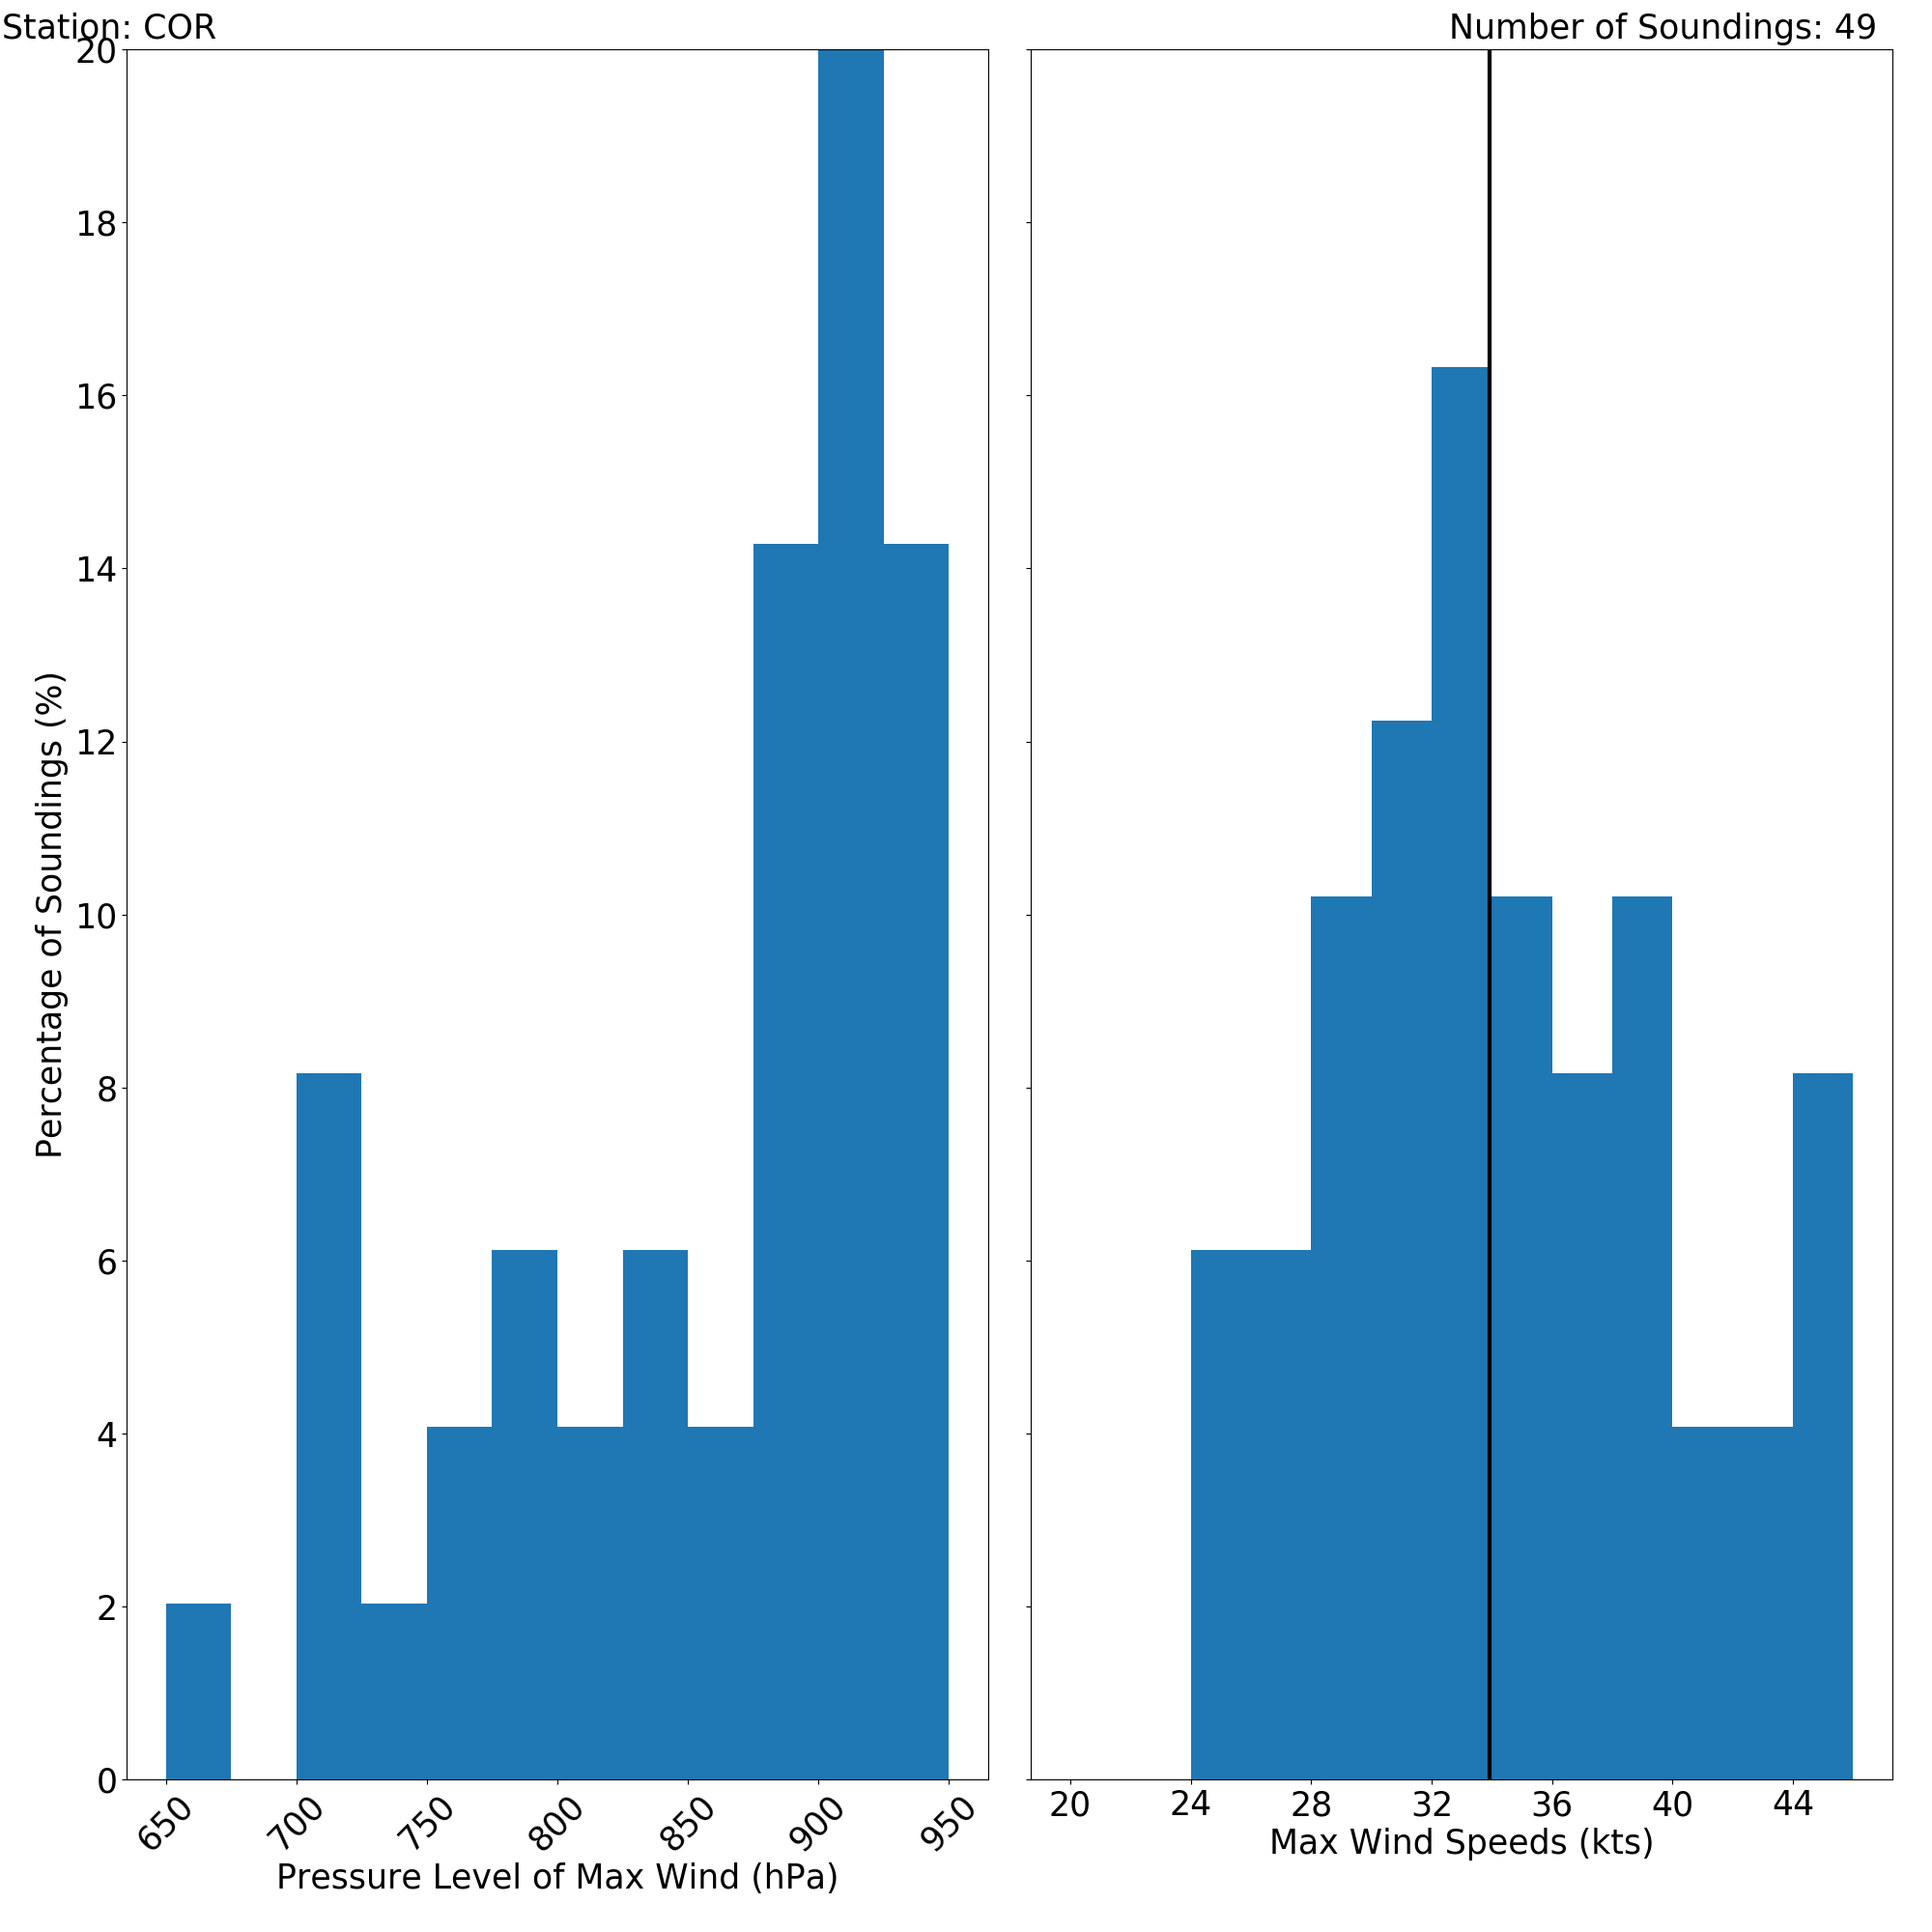 Station: COR
Number of Soundings: 49
Percentage of Soundings (%)
20
18
16
14
12
10
8
6
4
2
0
650 700 750 800 850 900 950
Pressure Level of Max Wind (hPa)
20 24 28 32 36 40 44
Max Wind Speeds (kts)